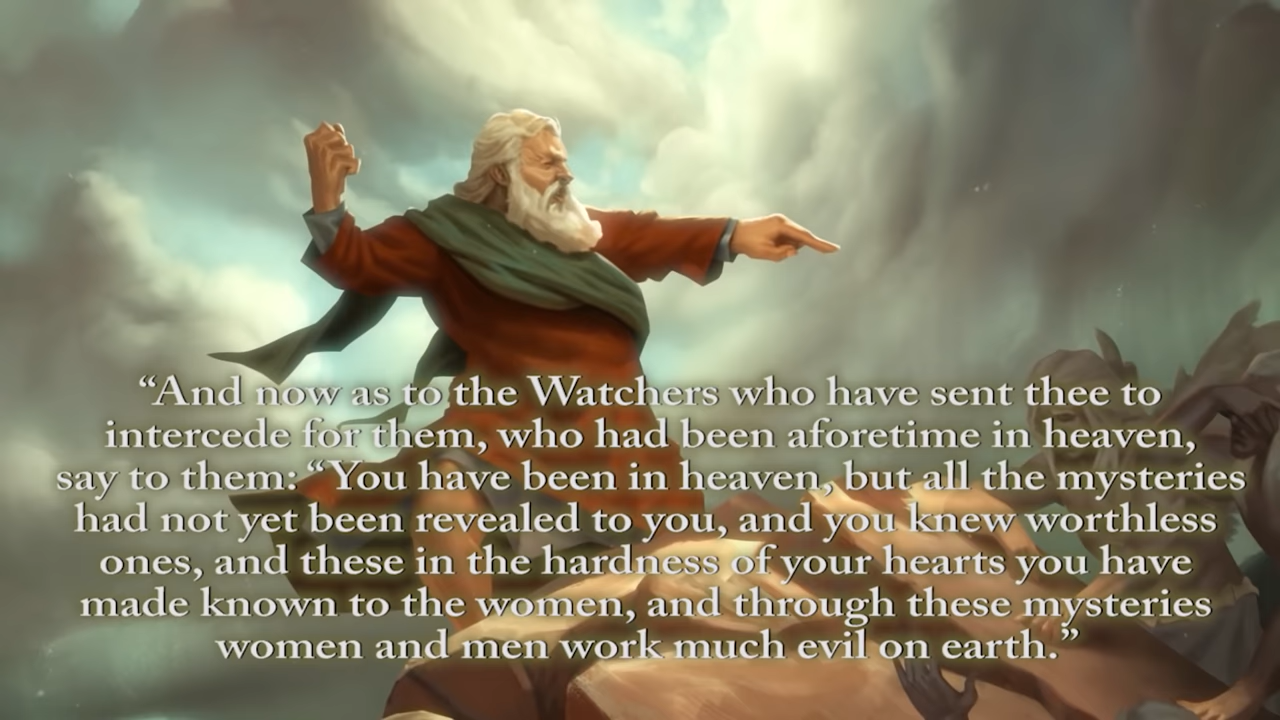 “And now as to the Watchers who have sent thee to
intercede for them, who had been aforetime in heaven,
say to them: “You have been in heaven, but all the mysteries
had not yet been revealed to you, and you knew worthless
ones, and these in the hardness of your hearts you have
made known to the women, and through these mysteries
women and men work much evil on earth.”